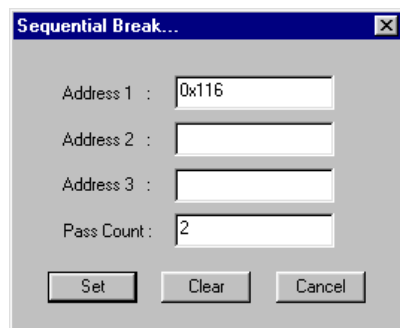 Sequential Break...
Address 1 : 0x116
Address 2 :
Address 3 :
Pass Count : 2
Set Clear Cancel